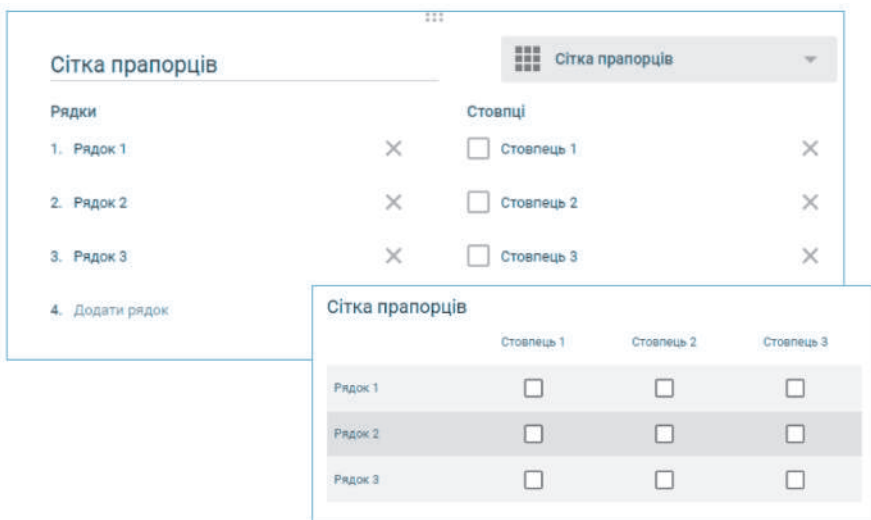 Сітка прапорців
Сітка прапорців
Рядки
Стовпці
1. Рядок 1
Стовпець 1
2. Рядок 2
Стовпець 2
3. Рядок 3
Стовпець 3
4. Додати рядок
Сітка прапорців
Стовпець 1 Стовпець 2 Стовпець 3
Рядок 1
Рядок 2
Рядок 3